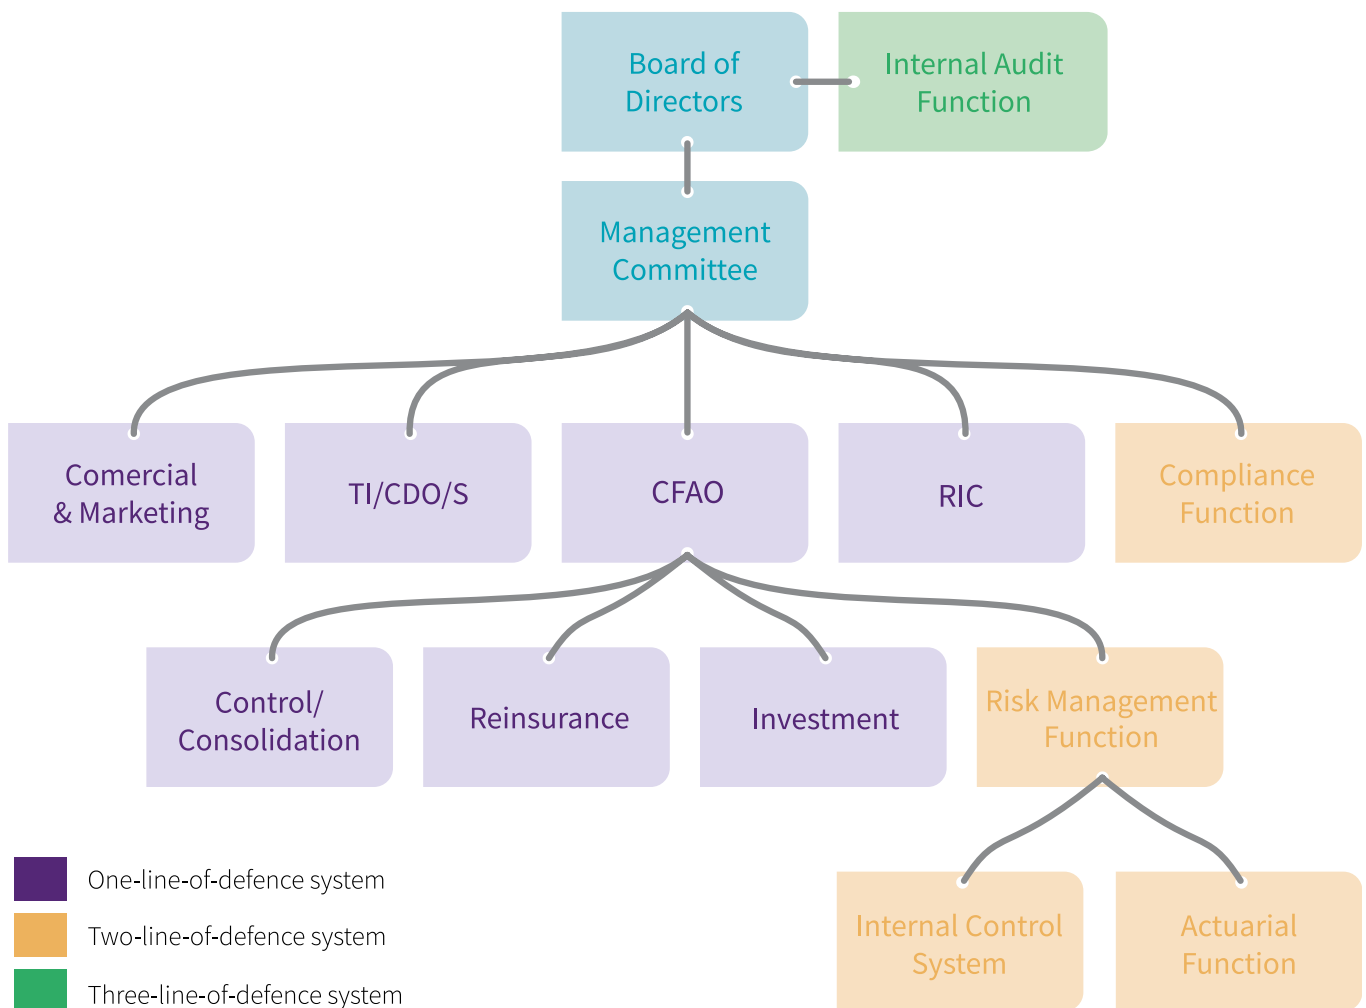 Board of
Directors
Internal Audit
Function
Management
Committee
Comercial
& Marketing
TI/CDO/S
CFAO
RIC
Compliance
Function
Control/
Consolidation
Reinsurance
Investment
Risk Management
Function
Internal Control
System
Actuarial
Function
One-line-of-defence system
Two-line-of-defence system
Three-line-of-defence system